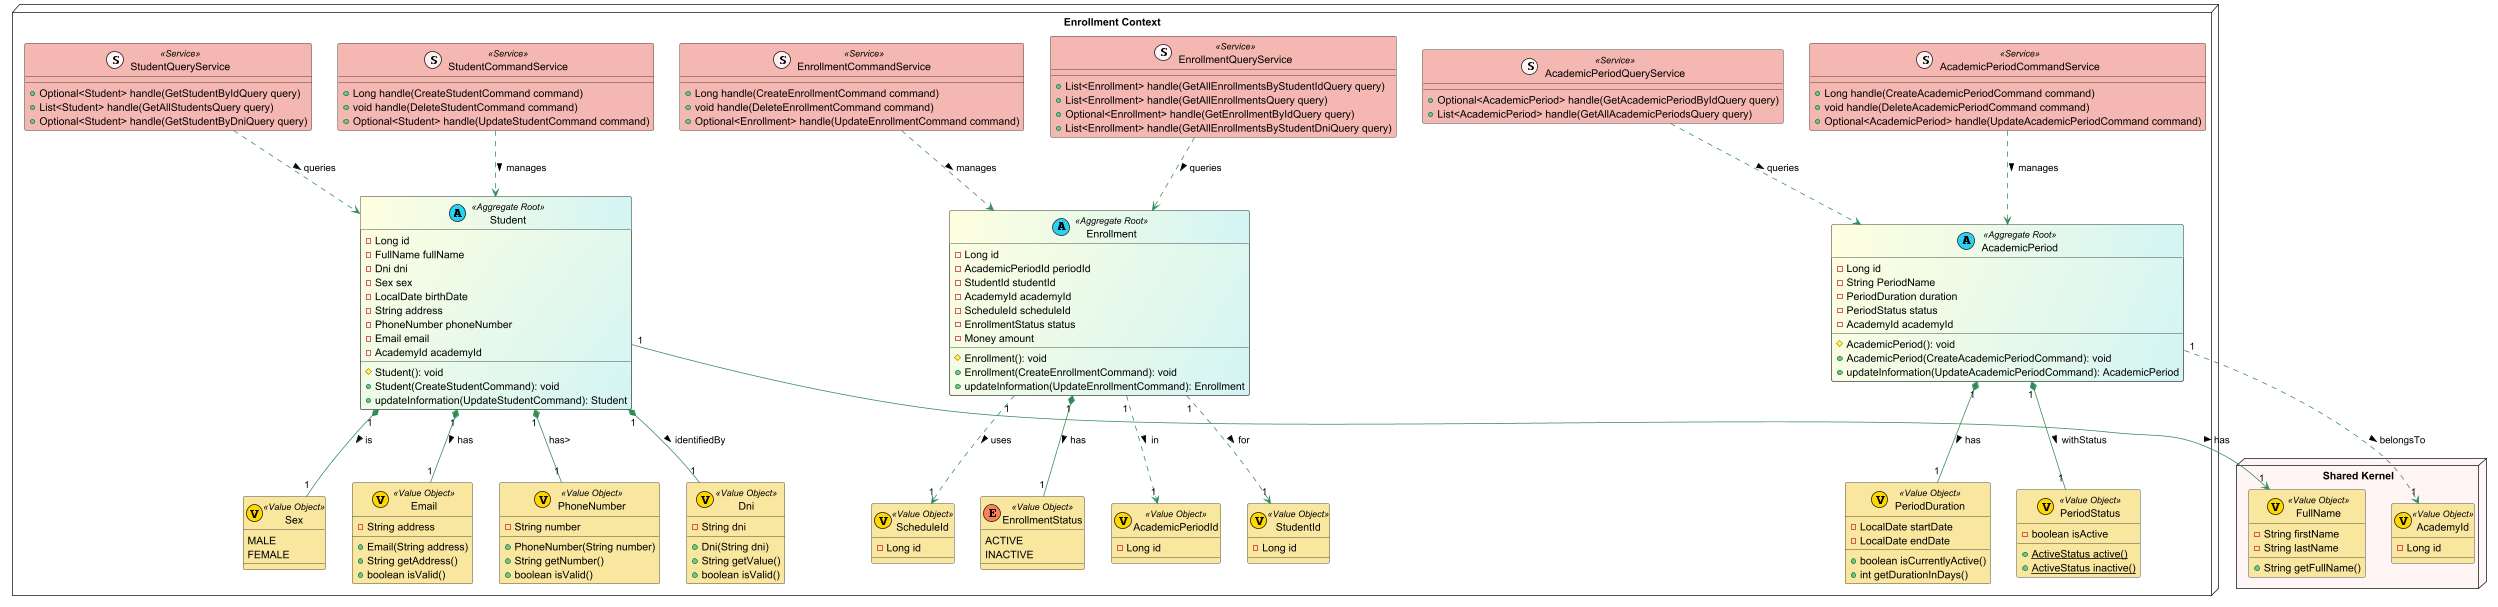 Enrollment Context
S
«Service»
StudentQueryService
Optional<Student> handle(GetStudentByIdQuery query)
List<Student> handle(GetAllStudentsQuery query)
Optional<Student> handle(GetStudentByDniQuery query)
S
«Service»
StudentCommandService
Long handle(CreateStudentCommand command)
void handle(DeleteStudentCommand command)
Optional<Student> handle(UpdateStudentCommand command)
S
«Service»
EnrollmentCommandService
Long handle(CreateEnrollmentCommand command)
void handle(DeleteEnrollmentCommand command)
Optional<Enrollment> handle(UpdateEnrollmentCommand command)
S
«Service»
EnrollmentQueryService
List<Enrollment> handle(GetAllEnrollmentsByStudentIdQuery query)
List<Enrollment> handle(GetAllEnrollmentsQuery query)
Optional<Enrollment> handle(GetEnrollmentByIdQuery query)
List<Enrollment> handle(GetAllEnrollmentsByStudentDniQuery query)
S
«Service»
AcademicPeriodQueryService
Optional<AcademicPeriod> handle(GetAcademicPeriodByIdQuery query)
List<AcademicPeriod> handle(GetAllAcademicPeriodsQuery query)
S
«Service»
AcademicPeriodCommandService
Long handle(CreateAcademicPeriodCommand command)
void handle(DeleteAcademicPeriodCommand command)
Optional<AcademicPeriod> handle(UpdateAcademicPeriodCommand command)
queries
manages
manages
queries
queries
manages
A
«Aggregate Root»
Student
Long id
FullName fullName
Dni dni
Sex sex
LocalDate birthDate
String address
PhoneNumber phoneNumber
Email email
AcademyId academyId
Student(): void
Student(CreateStudentCommand): void
updateInformation(UpdateStudentCommand): Student
A
«Aggregate Root»
Enrollment
Long id
AcademicPeriodId periodId
StudentId studentId
AcademyId academyId
ScheduleId scheduleId
EnrollmentStatus status
Money amount
Enrollment(): void
Enrollment(CreateEnrollmentCommand): void
updateInformation(UpdateEnrollmentCommand): Enrollment
A
«Aggregate Root»
AcademicPeriod
Long id
String PeriodName
PeriodDuration duration
PeriodStatus status
AcademyId academyId
AcademicPeriod(): void
AcademicPeriod(CreateAcademicPeriodCommand): void
updateInformation(UpdateAcademicPeriodCommand): AcademicPeriod
1
1
1
1
1
1
1
1
1
1
1
1
is
has
has>
identifiedBy
uses
has
in
for
has
withStatus
has
belongsTo
1
1
1
1
1
1
1
1
1
1
1
1
V
«Value Object»
Sex
MALE
FEMALE
V
«Value Object»
Email
String address
Email(String address)
String getAddress()
boolean isValid()
V
«Value Object»
PhoneNumber
String number
PhoneNumber(String number)
String getNumber()
boolean isValid()
V
«Value Object»
Dni
String dni
Dni(String dni)
String getValue()
boolean isValid()
V
«Value Object»
ScheduleId
Long id
E
«Value Object»
EnrollmentStatus
ACTIVE
INACTIVE
V
«Value Object»
AcademicPeriodId
Long id
V
«Value Object»
StudentId
Long id
V
«Value Object»
PeriodDuration
LocalDate startDate
LocalDate endDate
boolean isCurrentlyActive()
int getDurationInDays()
V
«Value Object»
PeriodStatus
boolean isActive
ActiveStatus active()
ActiveStatus inactive()
Shared Kernel
V
«Value Object»
FullName
String firstName
String lastName
String getFullName()
V
«Value Object»
AcademyId
Long id